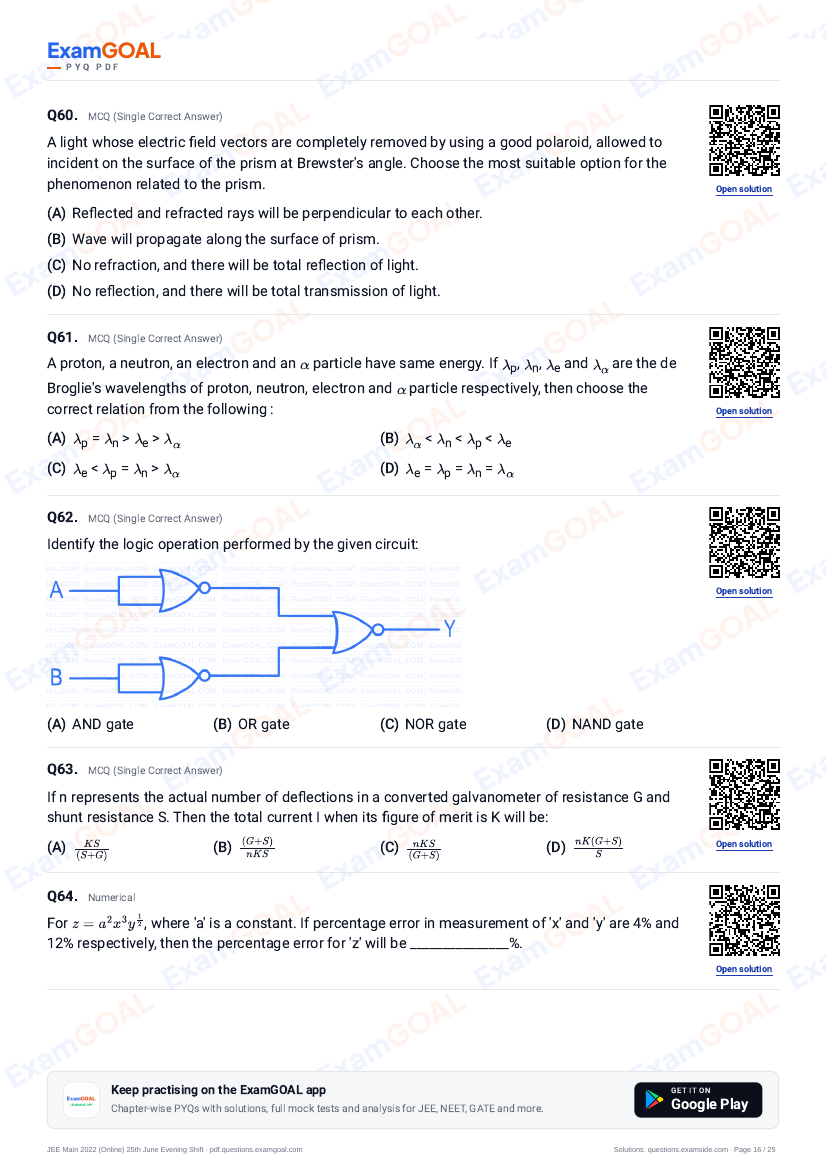 ExamGOAL
PYQ PDF
Q60. MCQ (Single Correct Answer)
A light whose electric field vectors are completely removed by using a good polaroid, allowed to
incident on the surface of the prism at Brewster's angle. Choose the most suitable option for the
phenomenon related to the prism.
Open solution
(A) Reflected and refracted rays will be perpendicular to each other.
(B) Wave will propagate along the surface of prism.
(C) No refraction, and there will be total reflection of light.
(D) No reflection, and there will be total transmission of light.
Q61. MCQ (Single Correct Answer)
A proton, a neutron, an electron and an α particle have same energy. If λp, λn, λe and λα are the de
Broglie's wavelengths of proton, neutron, electron and α particle respectively, then choose the
correct relation from the following :
Open solution
(A) λp = λn > λe > λα (B) λα < λn < λp < λe
(C) λe < λp = λn > λα (D) λe = λp = λn = λα
Q62. MCQ (Single Correct Answer)
Identify the logic operation performed by the given circuit:
Open solution
A
Y
B
(A) AND gate (B) OR gate (C) NOR gate (D) NAND gate
Q63. MCQ (Single Correct Answer)
If n represents the actual number of deflections in a converted galvanometer of resistance G and
shunt resistance S. Then the total current I when its figure of merit is K will be:
(A) KS/(S+G) (B) (G+S)/nKS (C) nKS/(G+S) (D) nK(G+S)/S
Open solution
Q64. Numerical
For z = a²x³y^½, where 'a' is a constant. If percentage error in measurement of 'x' and 'y' are 4% and
12% respectively, then the percentage error for 'z' will be _______________%.
Open solution
Keep practising on the ExamGOAL app
Chapter-wise PYQs with solutions, full mock tests and analysis for JEE, NEET, GATE and more.
GET IT ON
Google Play
JEE Main 2022 (Online) 25th June Evening Shift · pdf.questions.examgoal.com
Solutions: questions.examside.com · Page 16 / 25